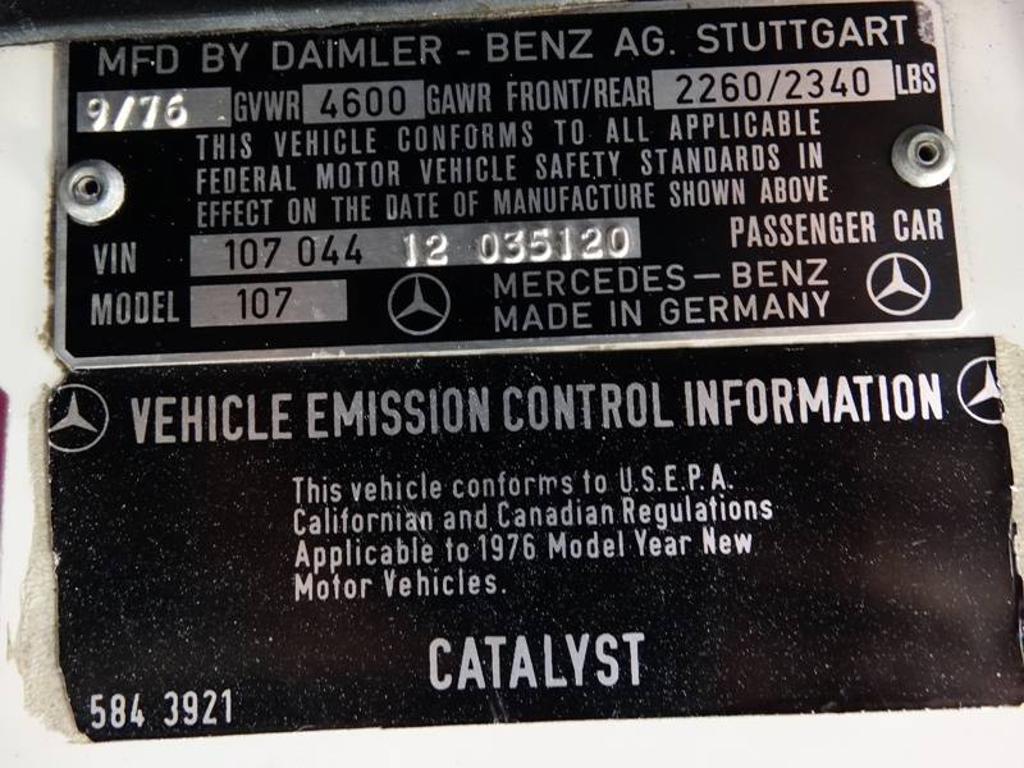 MFD BY DAIMLER - BENZ AG. STUTTGART
9/76 GVWR 4600 GAWR FRONT/REAR 2260/2340 LBS
THIS VEHICLE CONFORMS TO ALL APPLICABLE
FEDERAL MOTOR VEHICLE SAFETY STANDARDS IN
EFFECT ON THE DATE OF MANUFACTURE SHOWN ABOVE
VIN 107 044 12 035120 PASSENGER CAR
MODEL 107 MERCEDES - BENZ
MADE IN GERMANY
VEHICLE EMISSION CONTROL INFORMATION
This vehicle conforms to U.S.E.P.A.
Californian and Canadian Regulations
Applicable to 1976 Model Year New
Motor Vehicles.
CATALYST
584 3921